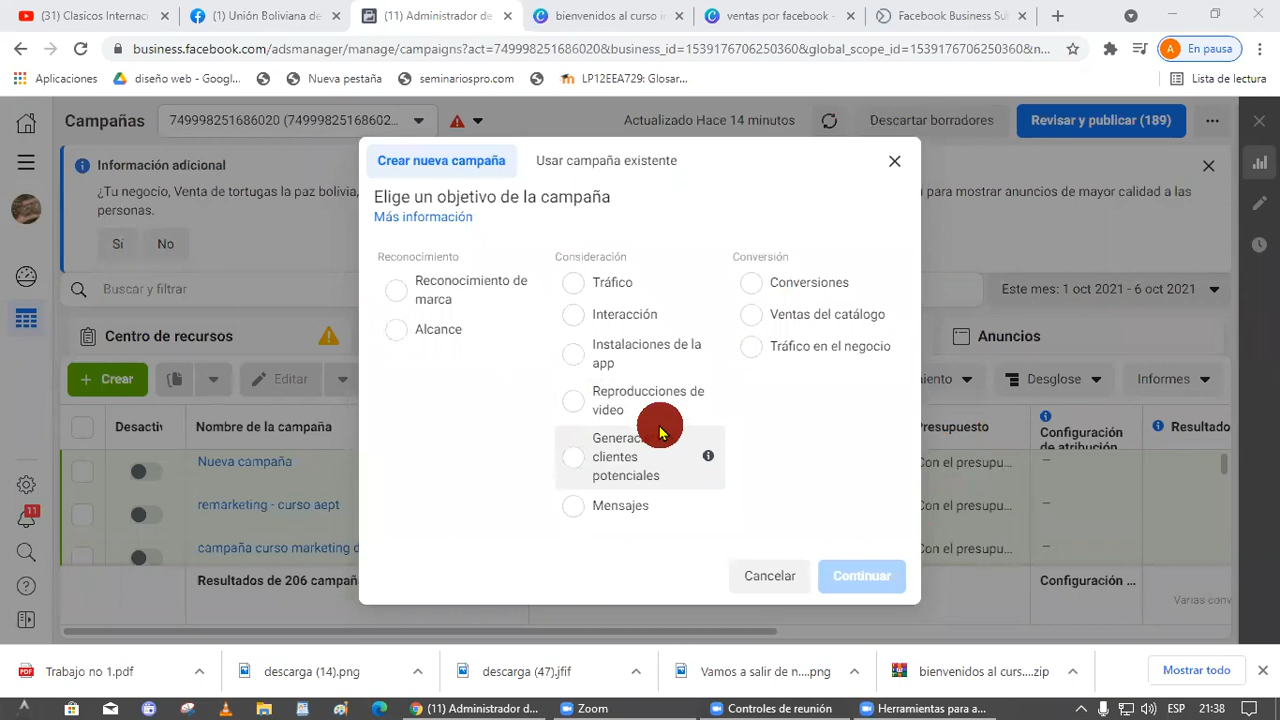 (31) Clasicos Internac
(1) Unión Boliviana de
(11) Administrador de
bienvenidos al curso i
ventas por facebook -
Facebook Business Sui
business.facebook.com/adsmanager/manage/campaigns?act=749998251686020&business_id=1539176706250360&global_scope_id=1539176706250360&n...
A En pausa
Aplicaciones
diseño web - Googl...
Nueva pestaña
seminariospro.com
LP12EEA729: Glosar...
Lista de lectura
Campañas
749998251686020 (74999825168602...
Actualizado Hace 14 minutos
Descartar borradores
Revisar y publicar (189)
Información adicional
¿Tu negocio, Venta de tortugas la paz bolivia,
para mostrar anuncios de mayor calidad a las
personas.
Sí
No
Buscar y filtrar
Este mes: 1 oct 2021 - 6 oct 2021
Centro de recursos
Anuncios
+ Crear
Editar
Desglose
Informes
Desactiv
Nombre de la campaña
Presupuesto
Configuración
de atribución
Resultado
Nueva campaña
Con el presupu...
—
remarketing - curso aept
Con el presupu...
—
campaña curso marketing d
Con el presupu...
—
Resultados de 206 campaña
Configuración ...
Varias conv
11
Crear nueva campaña
Usar campaña existente
Elige un objetivo de la campaña
Más información
Reconocimiento
Reconocimiento de
marca
Alcance
Consideración
Tráfico
Interacción
Instalaciones de la
app
Reproducciones de
video
clientes
potenciales
Mensajes
Conversión
Conversiones
Ventas del catálogo
Tráfico en el negocio
Cancelar
Continuar
Trabajo no 1.pdf
descarga (14).png
descarga (47).jfif
Vamos a salir de n....png
bienvenidos al curs....zip
Mostrar todo
(11) Administrador d...
Zoom
Controles de reunión
Herramientas para a...
ESP
21:38